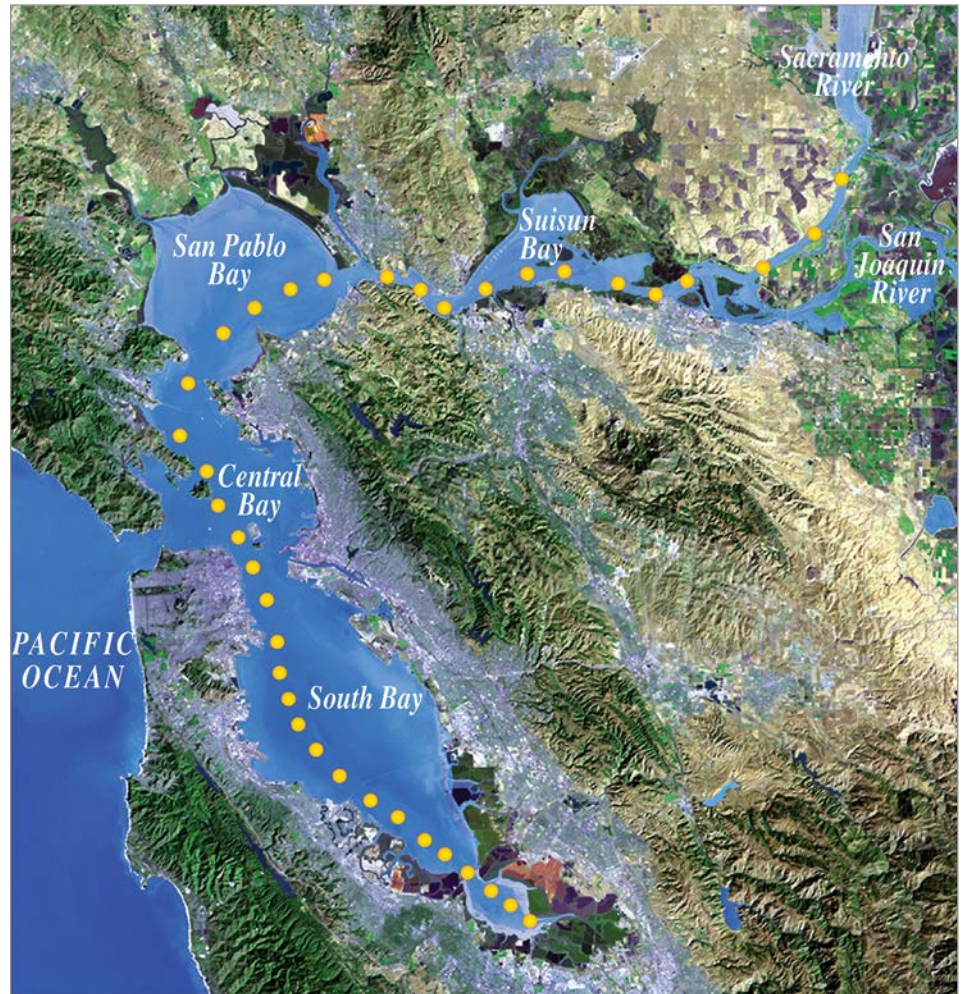 Sacramento
River
San Pablo
Bay
Suisun
Bay
San
Joaquin
River
Central
Bay
PACIFIC
OCEAN
South Bay